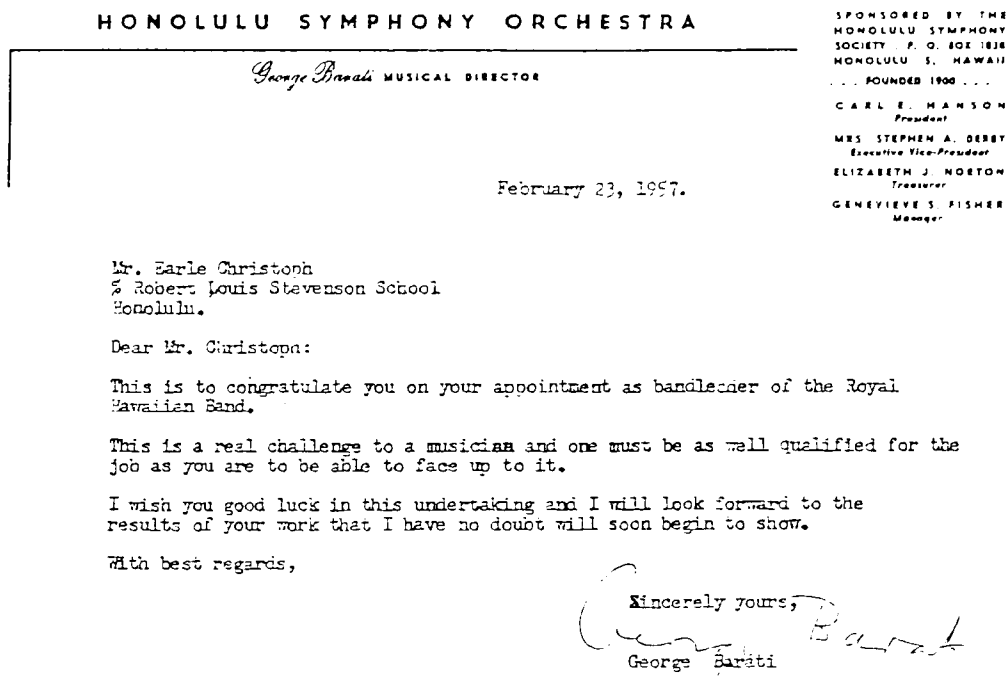 HONOLULU SYMPHONY ORCHESTRA
George Barati MUSICAL DIRECTOR
SPONSORED BY THE
HONOLULU SYMPHONY
SOCIETY . P. O. BOX 1838
HONOLULU 5, HAWAII
. . . FOUNDED 1900 . . .
CARL E. HANSON
President
MRS. STEPHEN A. DERBY
Executive Vice-President
ELIZABETH J. NORTON
Treasurer
GENEVIEVE S. FISHER
Manager
February 23, 1957.
Mr. Earle Christoph
% Robert Louis Stevenson School
Honolulu.
Dear Mr. Christoph:
This is to congratulate you on your appointment as bandleader of the Royal
Hawaiian Band.
This is a real challenge to a musician and one must be as well qualified for the
job as you are to be able to face up to it.
I wish you good luck in this undertaking and I will look forward to the
results of your work that I have no doubt will soon begin to show.
With best regards,
Sincerely yours,
George Barati
George Barati